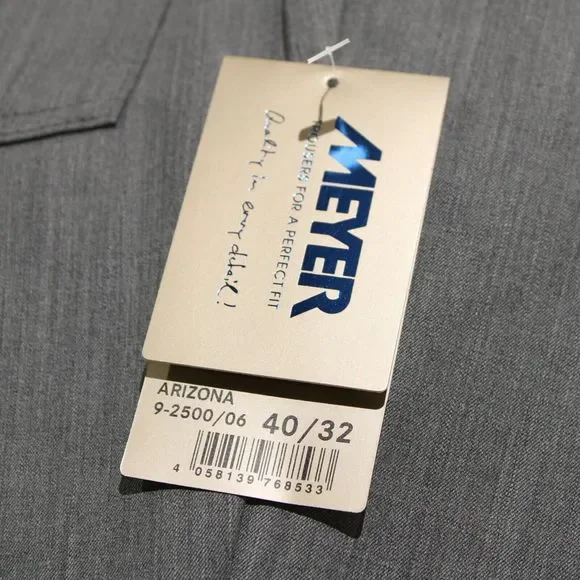 MEYER
TROUSERS FOR A PERFECT FIT
Quality in every detail!
ARIZONA
9-2500/06 40/32
4 058139 768533